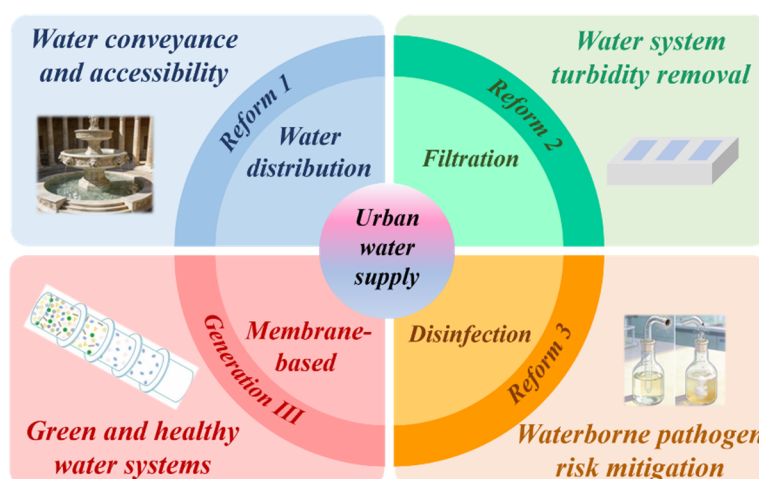 Water conveyance
and accessibility
Reform 1
Water
distribution
Water system
turbidity removal
Reform 2
Filtration
Urban
water
supply
Membrane-
based
Generation III
Green and healthy
water systems
Disinfection
Reform 3
Waterborne pathogen
risk mitigation